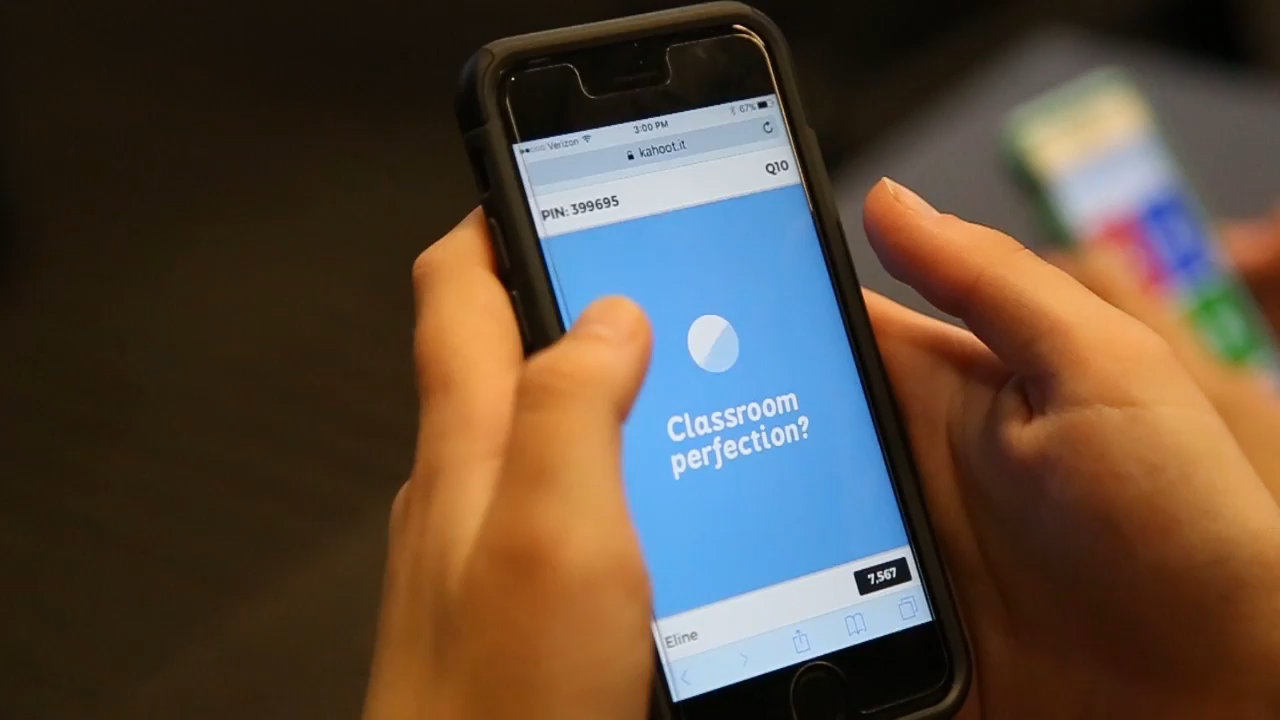 Verizon 3:00 PM 67%
kahoot.it
PIN: 399695 Q10
Classroom
perfection?
7,567
Eline